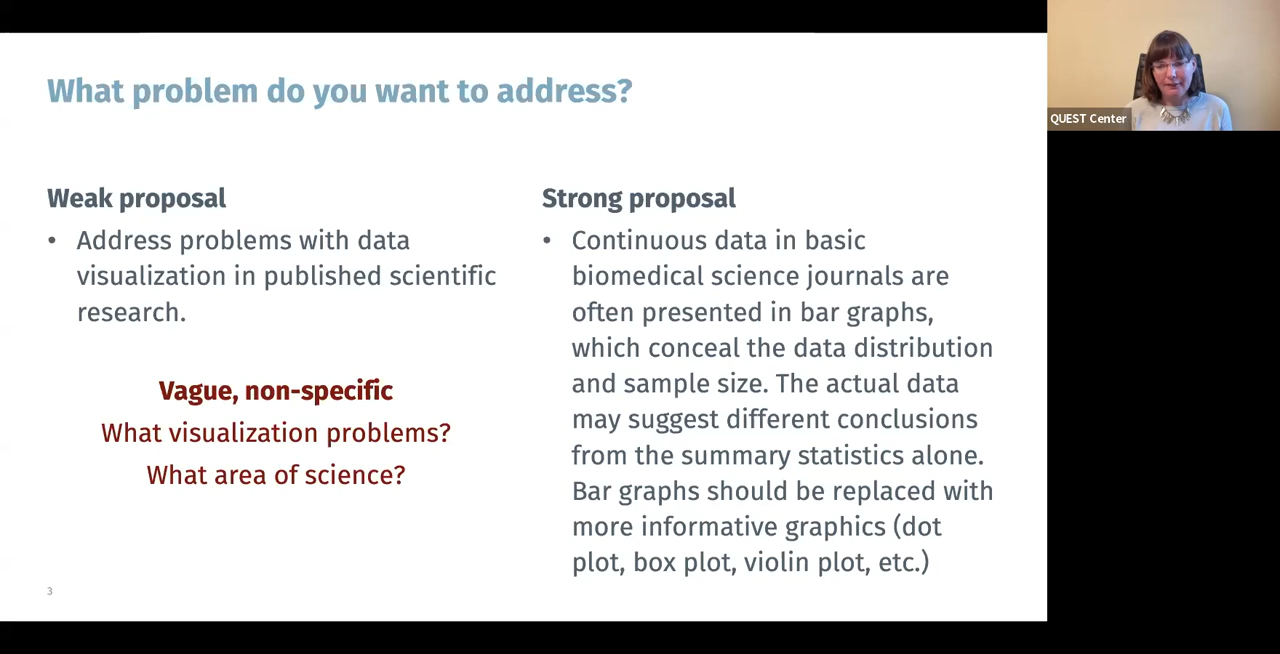 What problem do you want to address?
Weak proposal
• Address problems with data
visualization in published scientific
research.
Vague, non-specific
What visualization problems?
What area of science?
Strong proposal
• Continuous data in basic
biomedical science journals are
often presented in bar graphs,
which conceal the data distribution
and sample size. The actual data
may suggest different conclusions
from the summary statistics alone.
Bar graphs should be replaced with
more informative graphics (dot
plot, box plot, violin plot, etc.)
3
QUEST Center